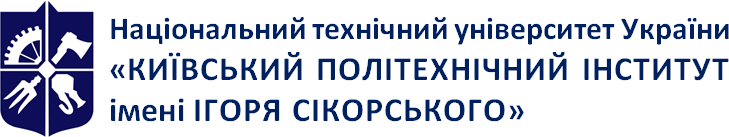 Національний технічний університет України
«КИЇВСЬКИЙ ПОЛІТЕХНІЧНИЙ ІНСТИТУТ
імені ІГОРЯ СІКОРСЬКОГО»